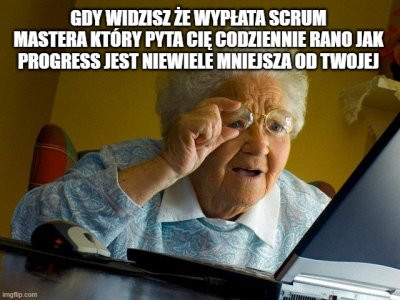 GDY WIDZISZ ŻE WYPŁATA SCRUM
MASTERA KTÓRY PYTA CIĘ CODZIENNIE RANO JAK
PROGRESS JEST NIEWIELE MNIEJSZA OD TWOJEJ
imgflip.com